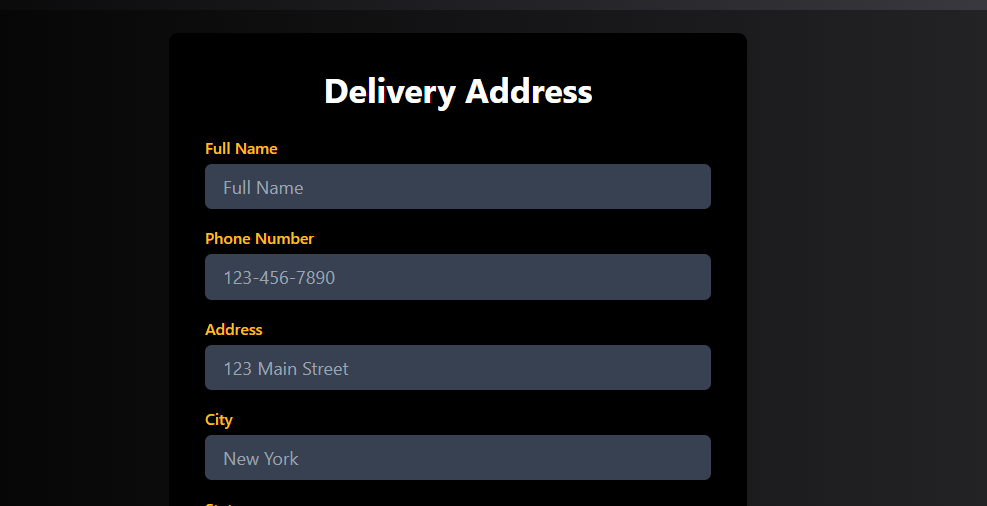 Delivery Address
Full Name
Full Name
Phone Number
123-456-7890
Address
123 Main Street
City
New York